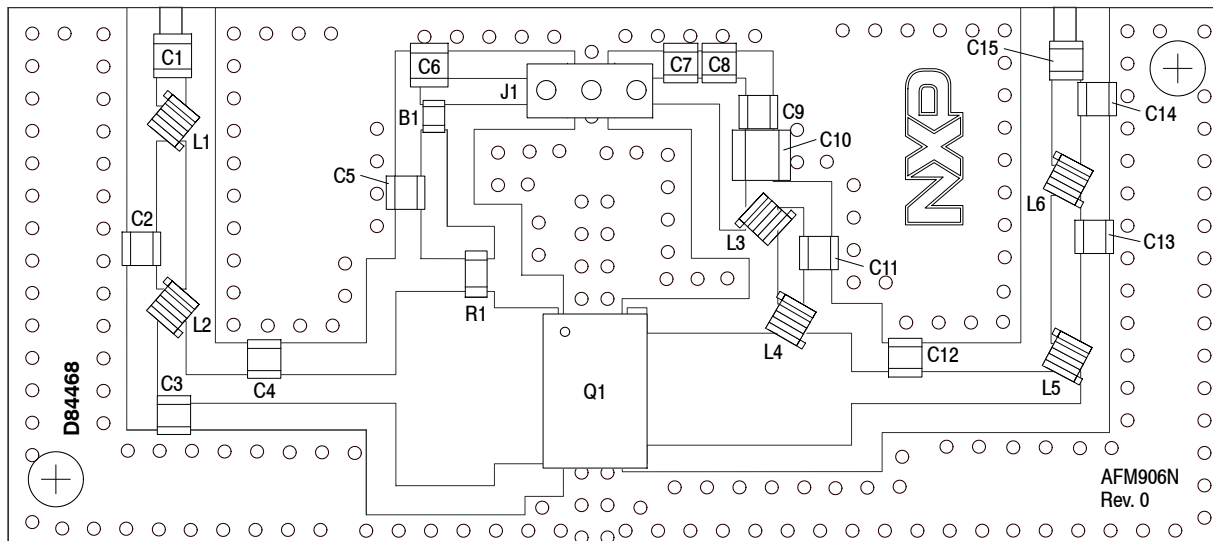 C1
L1
C2
L2
C3
C4
D84468
C5
C6
B1
J1
R1
Q1
C7
C8
C9
C10
L3
C11
L4
C12
NXP
C15
C14
L6
C13
L5
AFM906N
Rev. 0